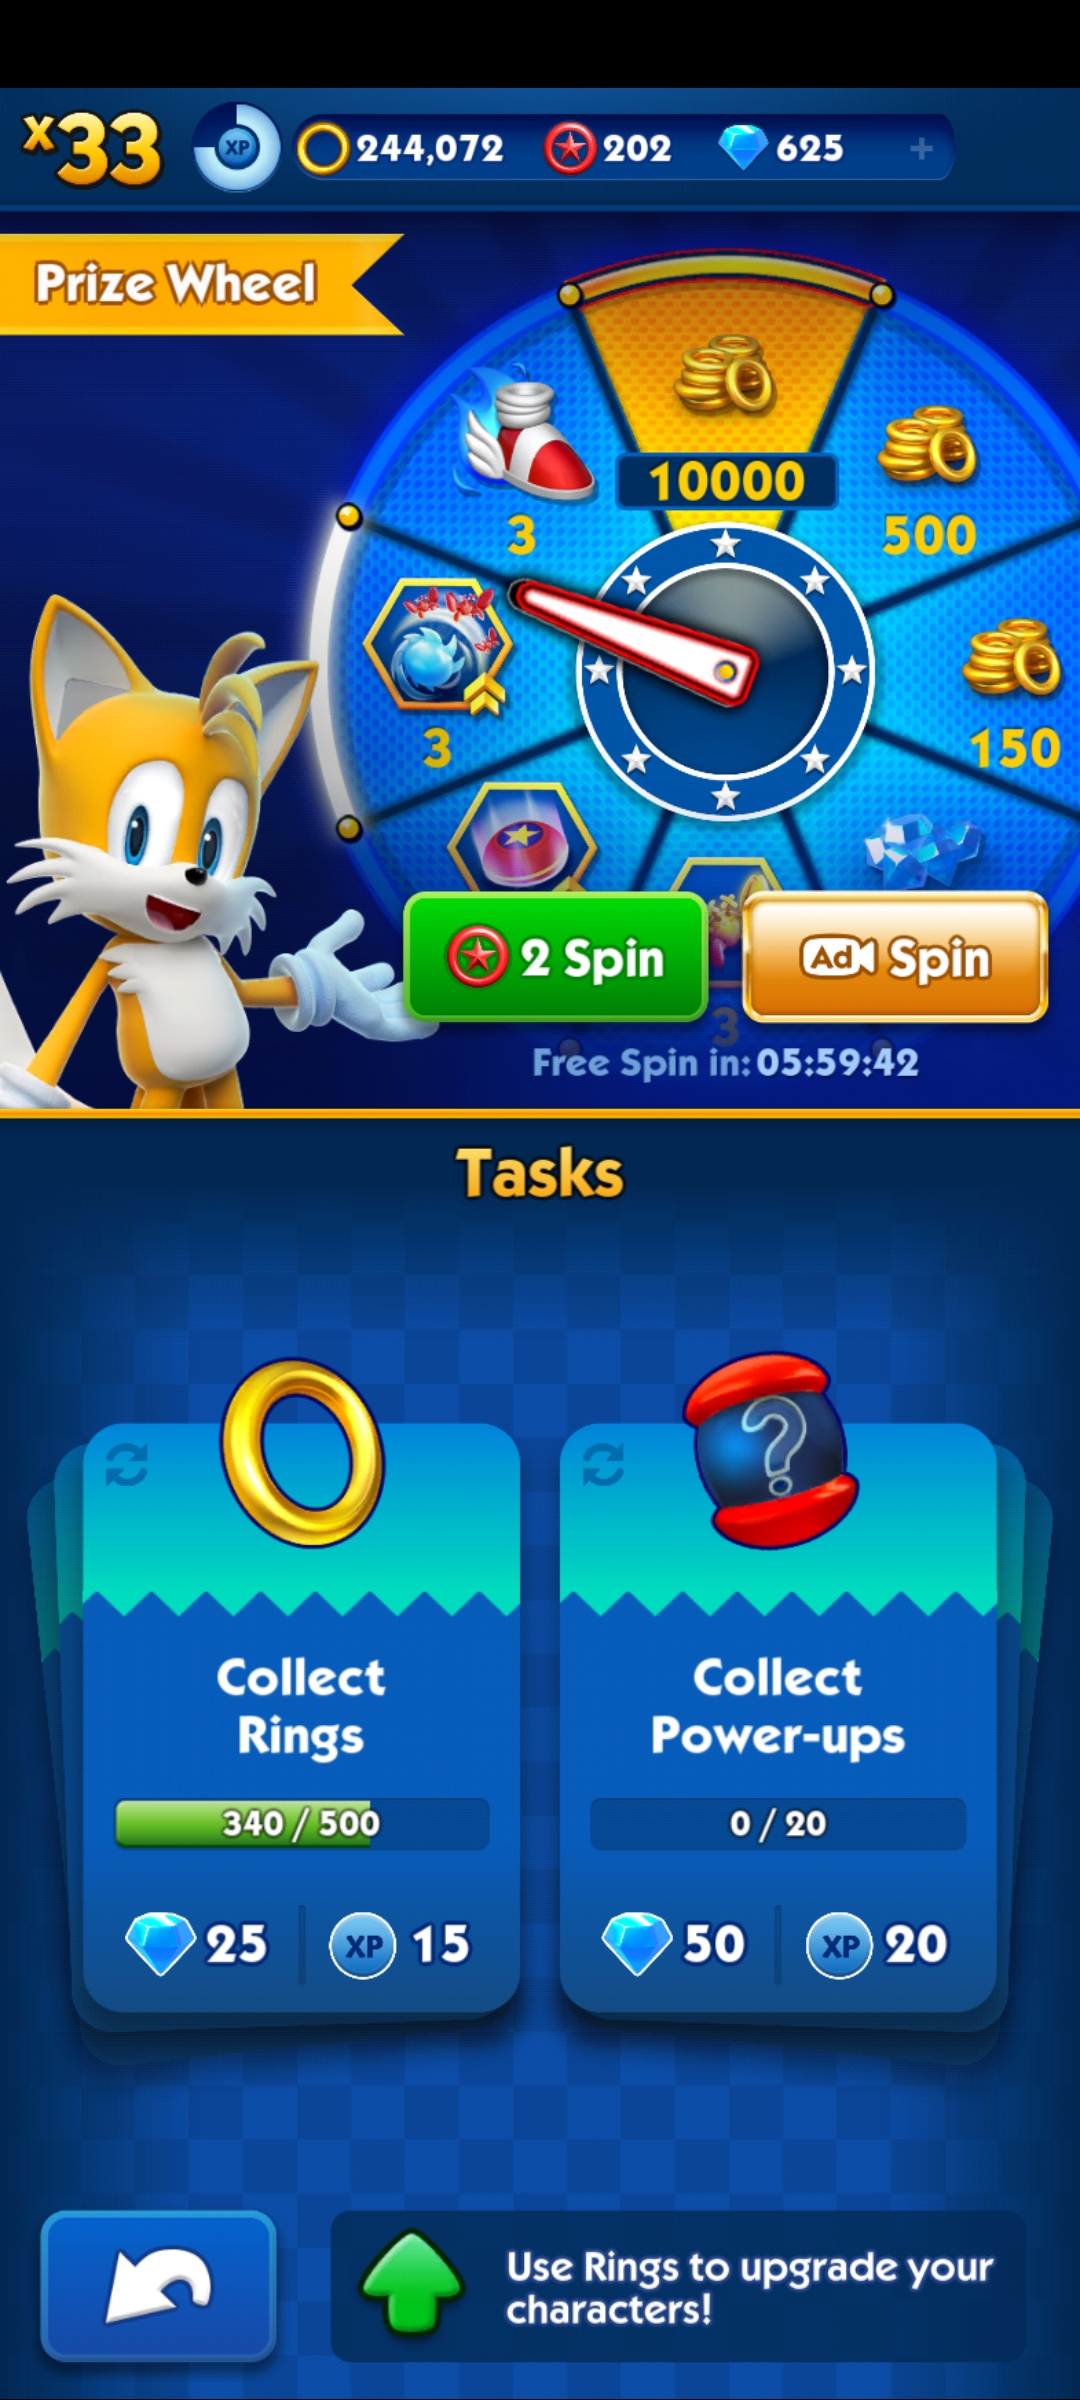 x33
XP
244,072
202
625
+
Prize Wheel
10000
500
3
150
3
2 Spin
Ad Spin
3
Free Spin in: 05:59:42
Tasks
?
Collect
Rings
340 / 500
25
XP 15
Collect
Power-ups
0 / 20
50
XP 20
Use Rings to upgrade your
characters!